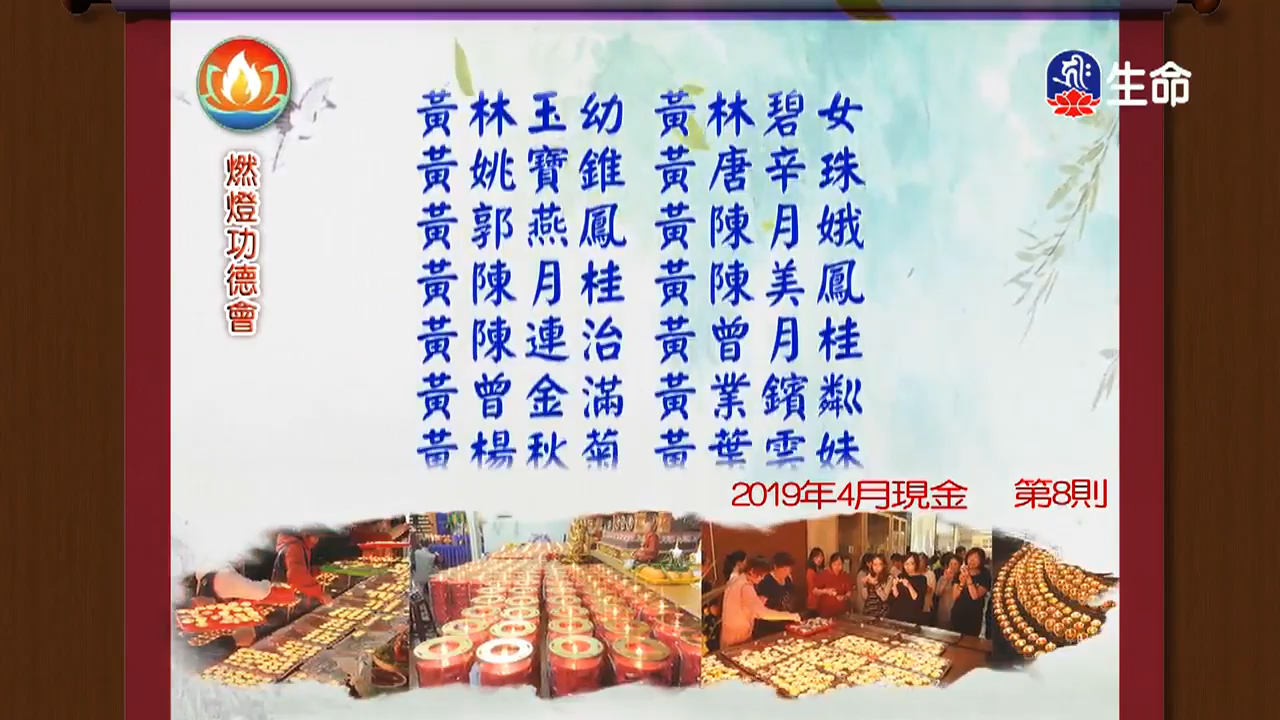 生命
燃燈功德會
黃林玉幼 黃林碧女
黃姚寶錐 黃唐辛珠
黃郭燕鳳 黃陳月娥
黃陳月桂 黃陳美鳳
黃陳連治 黃曾月桂
黃曾金滿 黃業鑌粼
黃楊秋菊 黃葉雲妹
2019年4月現金 第8則